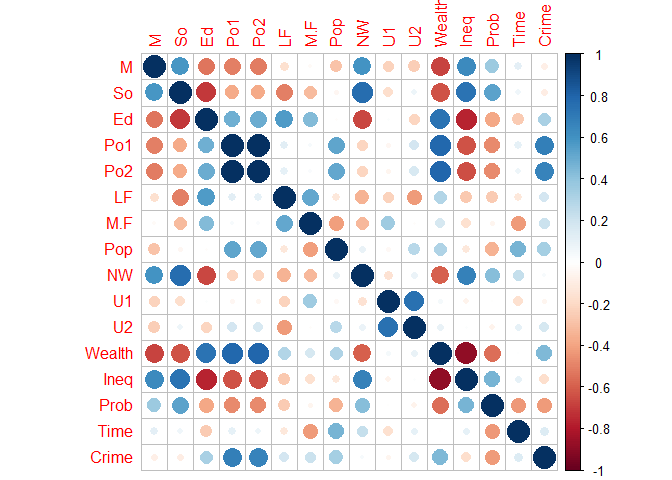 M So Ed Po1 Po2 LF M.F Pop NW U1 U2 Wealth Ineq Prob Time Crime
M
So
Ed
Po1
Po2
LF
M.F
Pop
NW
U1
U2
Wealth
Ineq
Prob
Time
Crime
1
0.8
0.6
0.4
0.2
0
-0.2
-0.4
-0.6
-0.8
-1